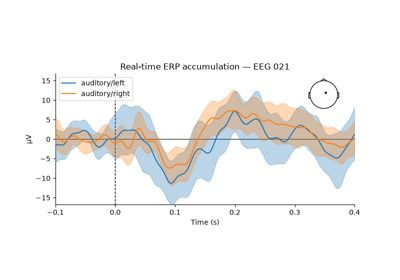 Real-time ERP accumulation — EEG 021
auditory/left
auditory/right
µV
15
10
5
0
−5
−10
−15
−0.1
0.0
0.1
0.2
0.3
0.4
Time (s)